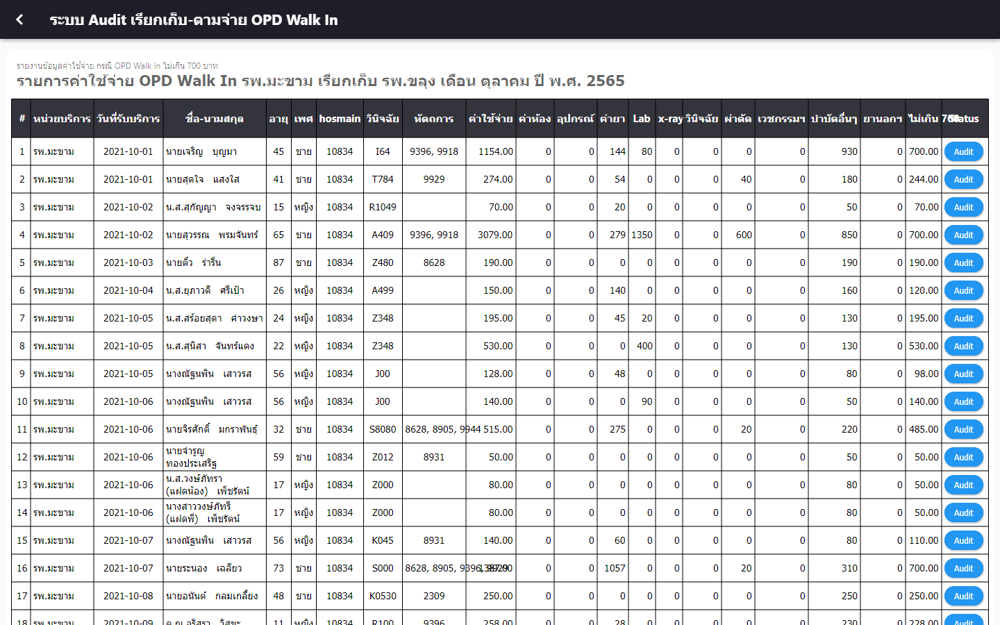 ระบบ Audit เรียกเก็บ-ตามจ่าย OPD Walk In
รายงานข้อมูลค่าใช้จ่าย กรณี OPD Walk In ไม่เกิน 700 บาท
รายการค่าใช้จ่าย OPD Walk In รพ.มะขาม เรียกเก็บ รพ.ขลุง เดือน ตุลาคม ปี พ.ศ. 2565
# หน่วยบริการ วันที่รับบริการ ชื่อ-นามสกุล อายุ เพศ hosmain วินิจฉัย หัตถการ ค่าใช้จ่าย ค่าห้อง อุปกรณ์ ค่ายา Lab x-ray วินิจฉัย ผ่าตัด เวชกรรมฯ บำบัดอื่นๆ ยานอกฯ ไม่เกิน 700 Status
1 รพ.มะขาม 2021-10-01 นายเจริญ บุญมา 45 ชาย 10834 I64 9396, 9918 1154.00 0 0 144 80 0 0 0 0 930 0 700.00 Audit
2 รพ.มะขาม 2021-10-01 นายสุดใจ แสงใส 41 ชาย 10834 T784 9929 274.00 0 0 54 0 0 0 40 0 180 0 244.00 Audit
3 รพ.มะขาม 2021-10-02 น.ส.สุกัญญา จงจรรจบ 15 หญิง 10834 R1049 70.00 0 0 20 0 0 0 0 0 50 0 70.00 Audit
4 รพ.มะขาม 2021-10-02 นายสุวรรณ พรมจันทร์ 65 ชาย 10834 A409 9396, 9918 3079.00 0 0 279 1350 0 0 600 0 850 0 700.00 Audit
5 รพ.มะขาม 2021-10-03 นายติ๋ว ร่ารื่น 87 ชาย 10834 Z480 8628 190.00 0 0 0 0 0 0 0 0 190 0 190.00 Audit
6 รพ.มะขาม 2021-10-04 น.ส.ยุภาวดี ศรีเป้า 26 หญิง 10834 A499 150.00 0 0 140 0 0 0 0 0 160 0 120.00 Audit
7 รพ.มะขาม 2021-10-05 น.ส.สร้อยสุดา คำวงษา 24 หญิง 10834 Z348 195.00 0 0 45 20 0 0 0 0 130 0 195.00 Audit
8 รพ.มะขาม 2021-10-05 น.ส.สุนิสา จันทร์แดง 22 หญิง 10834 Z348 530.00 0 0 0 400 0 0 0 0 130 0 530.00 Audit
9 รพ.มะขาม 2021-10-05 นางณัฐนพิน เสาวรส 56 หญิง 10834 J00 128.00 0 0 48 0 0 0 0 0 80 0 98.00 Audit
10 รพ.มะขาม 2021-10-06 นางณัฐนพิน เสาวรส 56 หญิง 10834 J00 140.00 0 0 0 90 0 0 0 0 50 0 140.00 Audit
11 รพ.มะขาม 2021-10-06 นายจิรศักดิ์ มกราพันธุ์ 32 ชาย 10834 S8080 8628, 8905, 9944 515.00 0 0 275 0 0 0 20 0 220 0 485.00 Audit
12 รพ.มะขาม 2021-10-06 นายจำรูญ ทองประเสริฐ 59 ชาย 10834 Z012 8931 50.00 0 0 0 0 0 0 0 0 50 0 50.00 Audit
13 รพ.มะขาม 2021-10-06 น.ส.วงษ์ภัทรา (แฝดน้อง) เพ็ชรัตน์ 17 หญิง 10834 Z000 80.00 0 0 0 0 0 0 0 0 80 0 50.00 Audit
14 รพ.มะขาม 2021-10-06 นางสาววงษ์ภัทรี (แฝดพี่) เพ็ชรัตน์ 17 หญิง 10834 Z000 80.00 0 0 0 0 0 0 0 0 80 0 50.00 Audit
15 รพ.มะขาม 2021-10-07 นางณัฐนพิน เสาวรส 56 หญิง 10834 K045 8931 140.00 0 0 60 0 0 0 0 0 80 0 110.00 Audit
16 รพ.มะขาม 2021-10-07 นายระนอง เฉลียว 73 ชาย 10834 S000 8628, 8905, 9396, 0 0 1057 0 0 0 20 0 310 0 700.00 Audit
17 รพ.มะขาม 2021-10-08 นายอนันต์ กลมเกลี้ยง 48 ชาย 10834 K0530 2309 250.00 0 0 0 0 0 0 0 0 250 0 250.00 Audit
18 รพ.มะขาม 2021-10-09 ด.ญ.อริสรา วิสุขะ 11 หญิง 10834 R100 9396 258.00 0 0 28 0 0 0 0 0 230 0 228.00 Audit